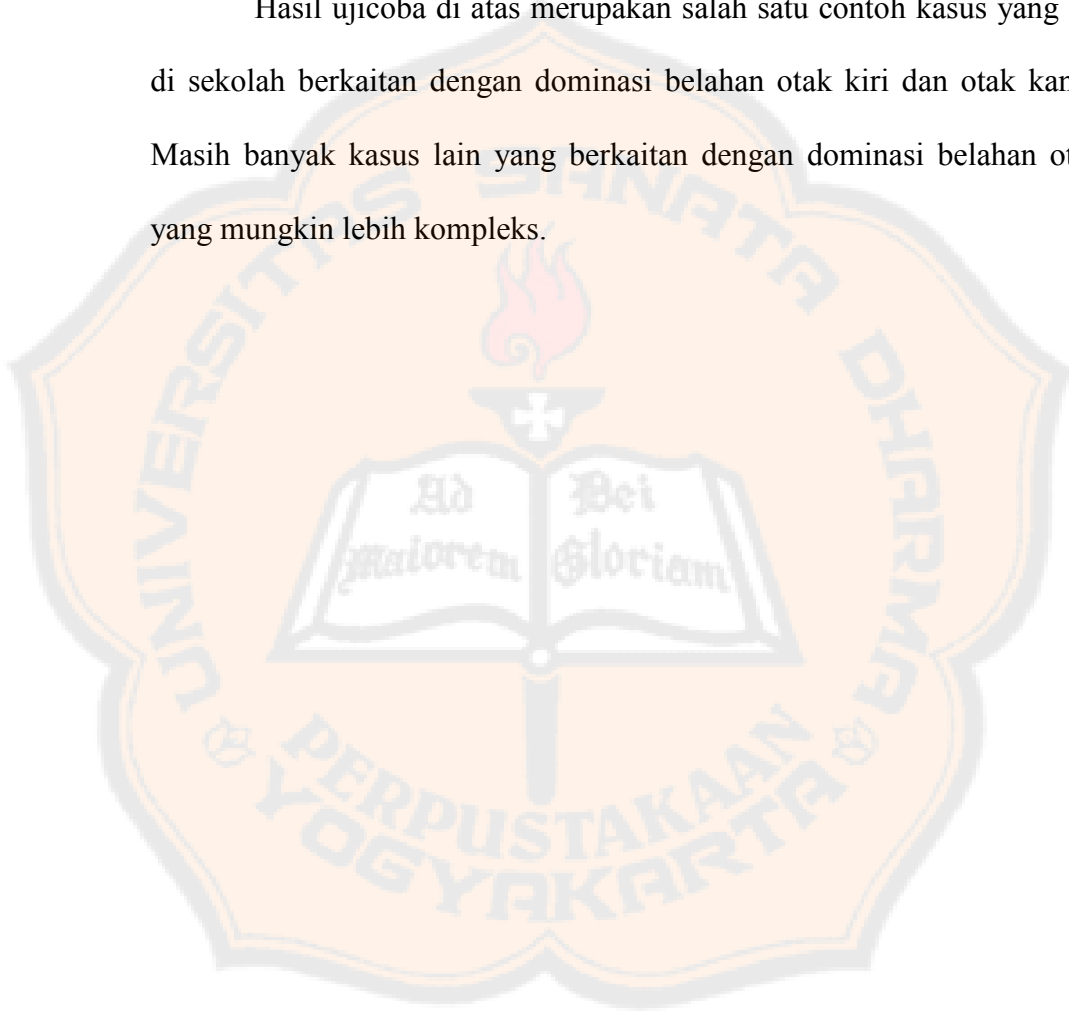 Hasil ujicoba di atas merupakan salah satu contoh kasus yang
di sekolah berkaitan dengan dominasi belahan otak kiri dan otak
Masih banyak kasus lain yang berkaitan dengan dominasi belahan
yang mungkin lebih kompleks.
UNIVERSITAS SANATA DHARMA
Ad Dei
maiorem Gloriam
PERPUSTAKAAN
YOGYAKARTA